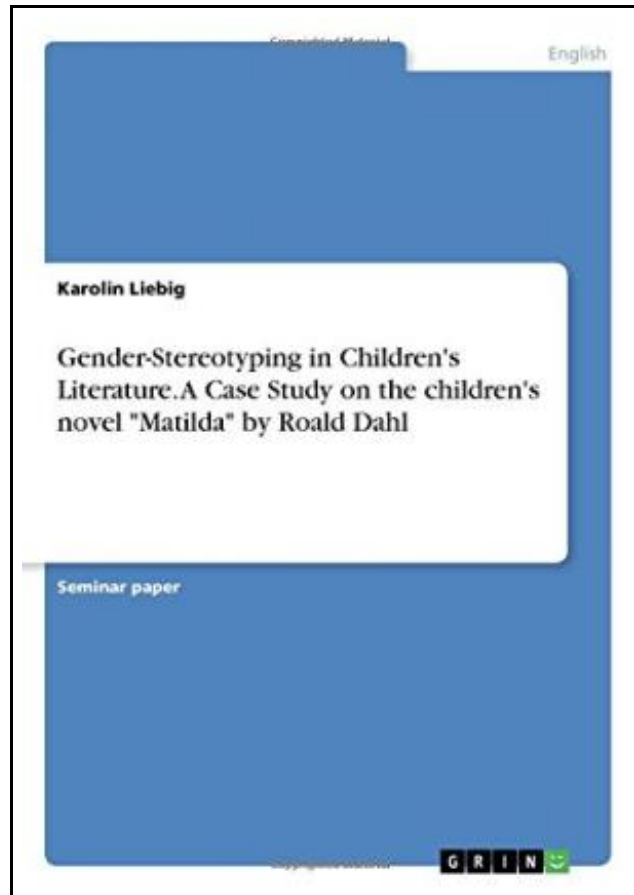 English
Karolin Liebig
Gender-Stereotyping in Children's
Literature. A Case Study on the children's
novel "Matilda" by Roald Dahl
Seminar paper
GRIN